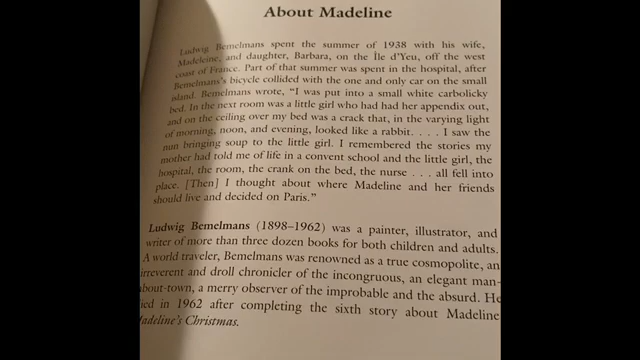 About Madeline
Ludwig Bemelmans spent the summer of 1938 with his wife,
Madeleine, and daughter, Barbara, on the Île d'Yeu, off the west
coast of France. Part of that summer was spent in the hospital, after
Bemelmans's bicycle collided with the one and only car on the small
island. Bemelmans wrote, "I was put into a small white carbolicky
bed. In the next room was a little girl who had had her appendix out,
and on the ceiling over my bed was a crack that, in the varying light
of morning, noon, and evening, looked like a rabbit. . . . I saw the
nun bringing soup to the little girl. I remembered the stories my
mother had told me of life in a convent school and the little girl, the
hospital, the room, the crank on the bed, the nurse . . . all fell into
place. [Then] I thought about where Madeline and her friends
should live and decided on Paris."
Ludwig Bemelmans (1898–1962) was a painter, illustrator, and
writer of more than three dozen books for both children and adults.
A world traveler, Bemelmans was renowned as a true cosmopolite, an
irreverent and droll chronicler of the incongruous, an elegant man-
about-town, a merry observer of the improbable and the absurd. He
died in 1962 after completing the sixth story about Madeline
Madeline's Christmas.